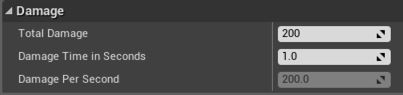 Damage
Total Damage 200
Damage Time in Seconds 1.0
Damage Per Second 200.0